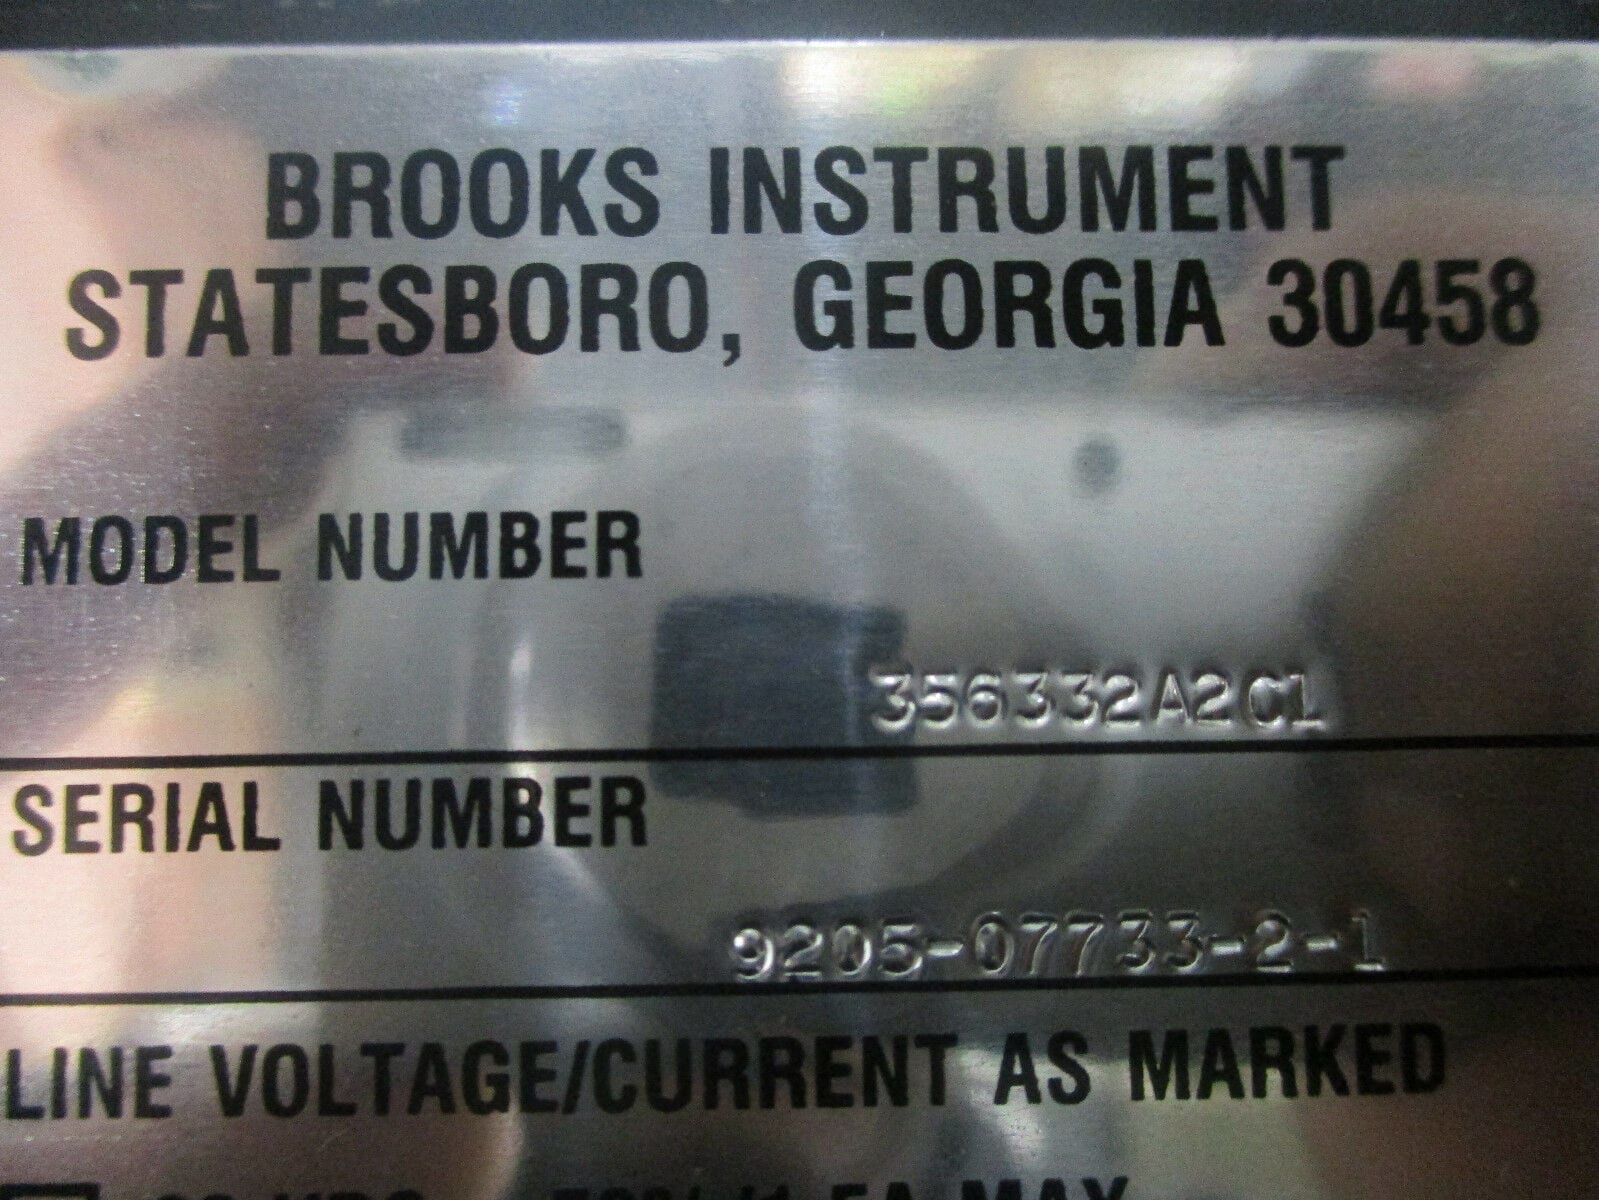 BROOKS INSTRUMENT
STATESBORO, GEORGIA 30458
MODEL NUMBER
356332A2C1
SERIAL NUMBER
9205-07733-2-1
LINE VOLTAGE/CURRENT AS MARKED
MAX